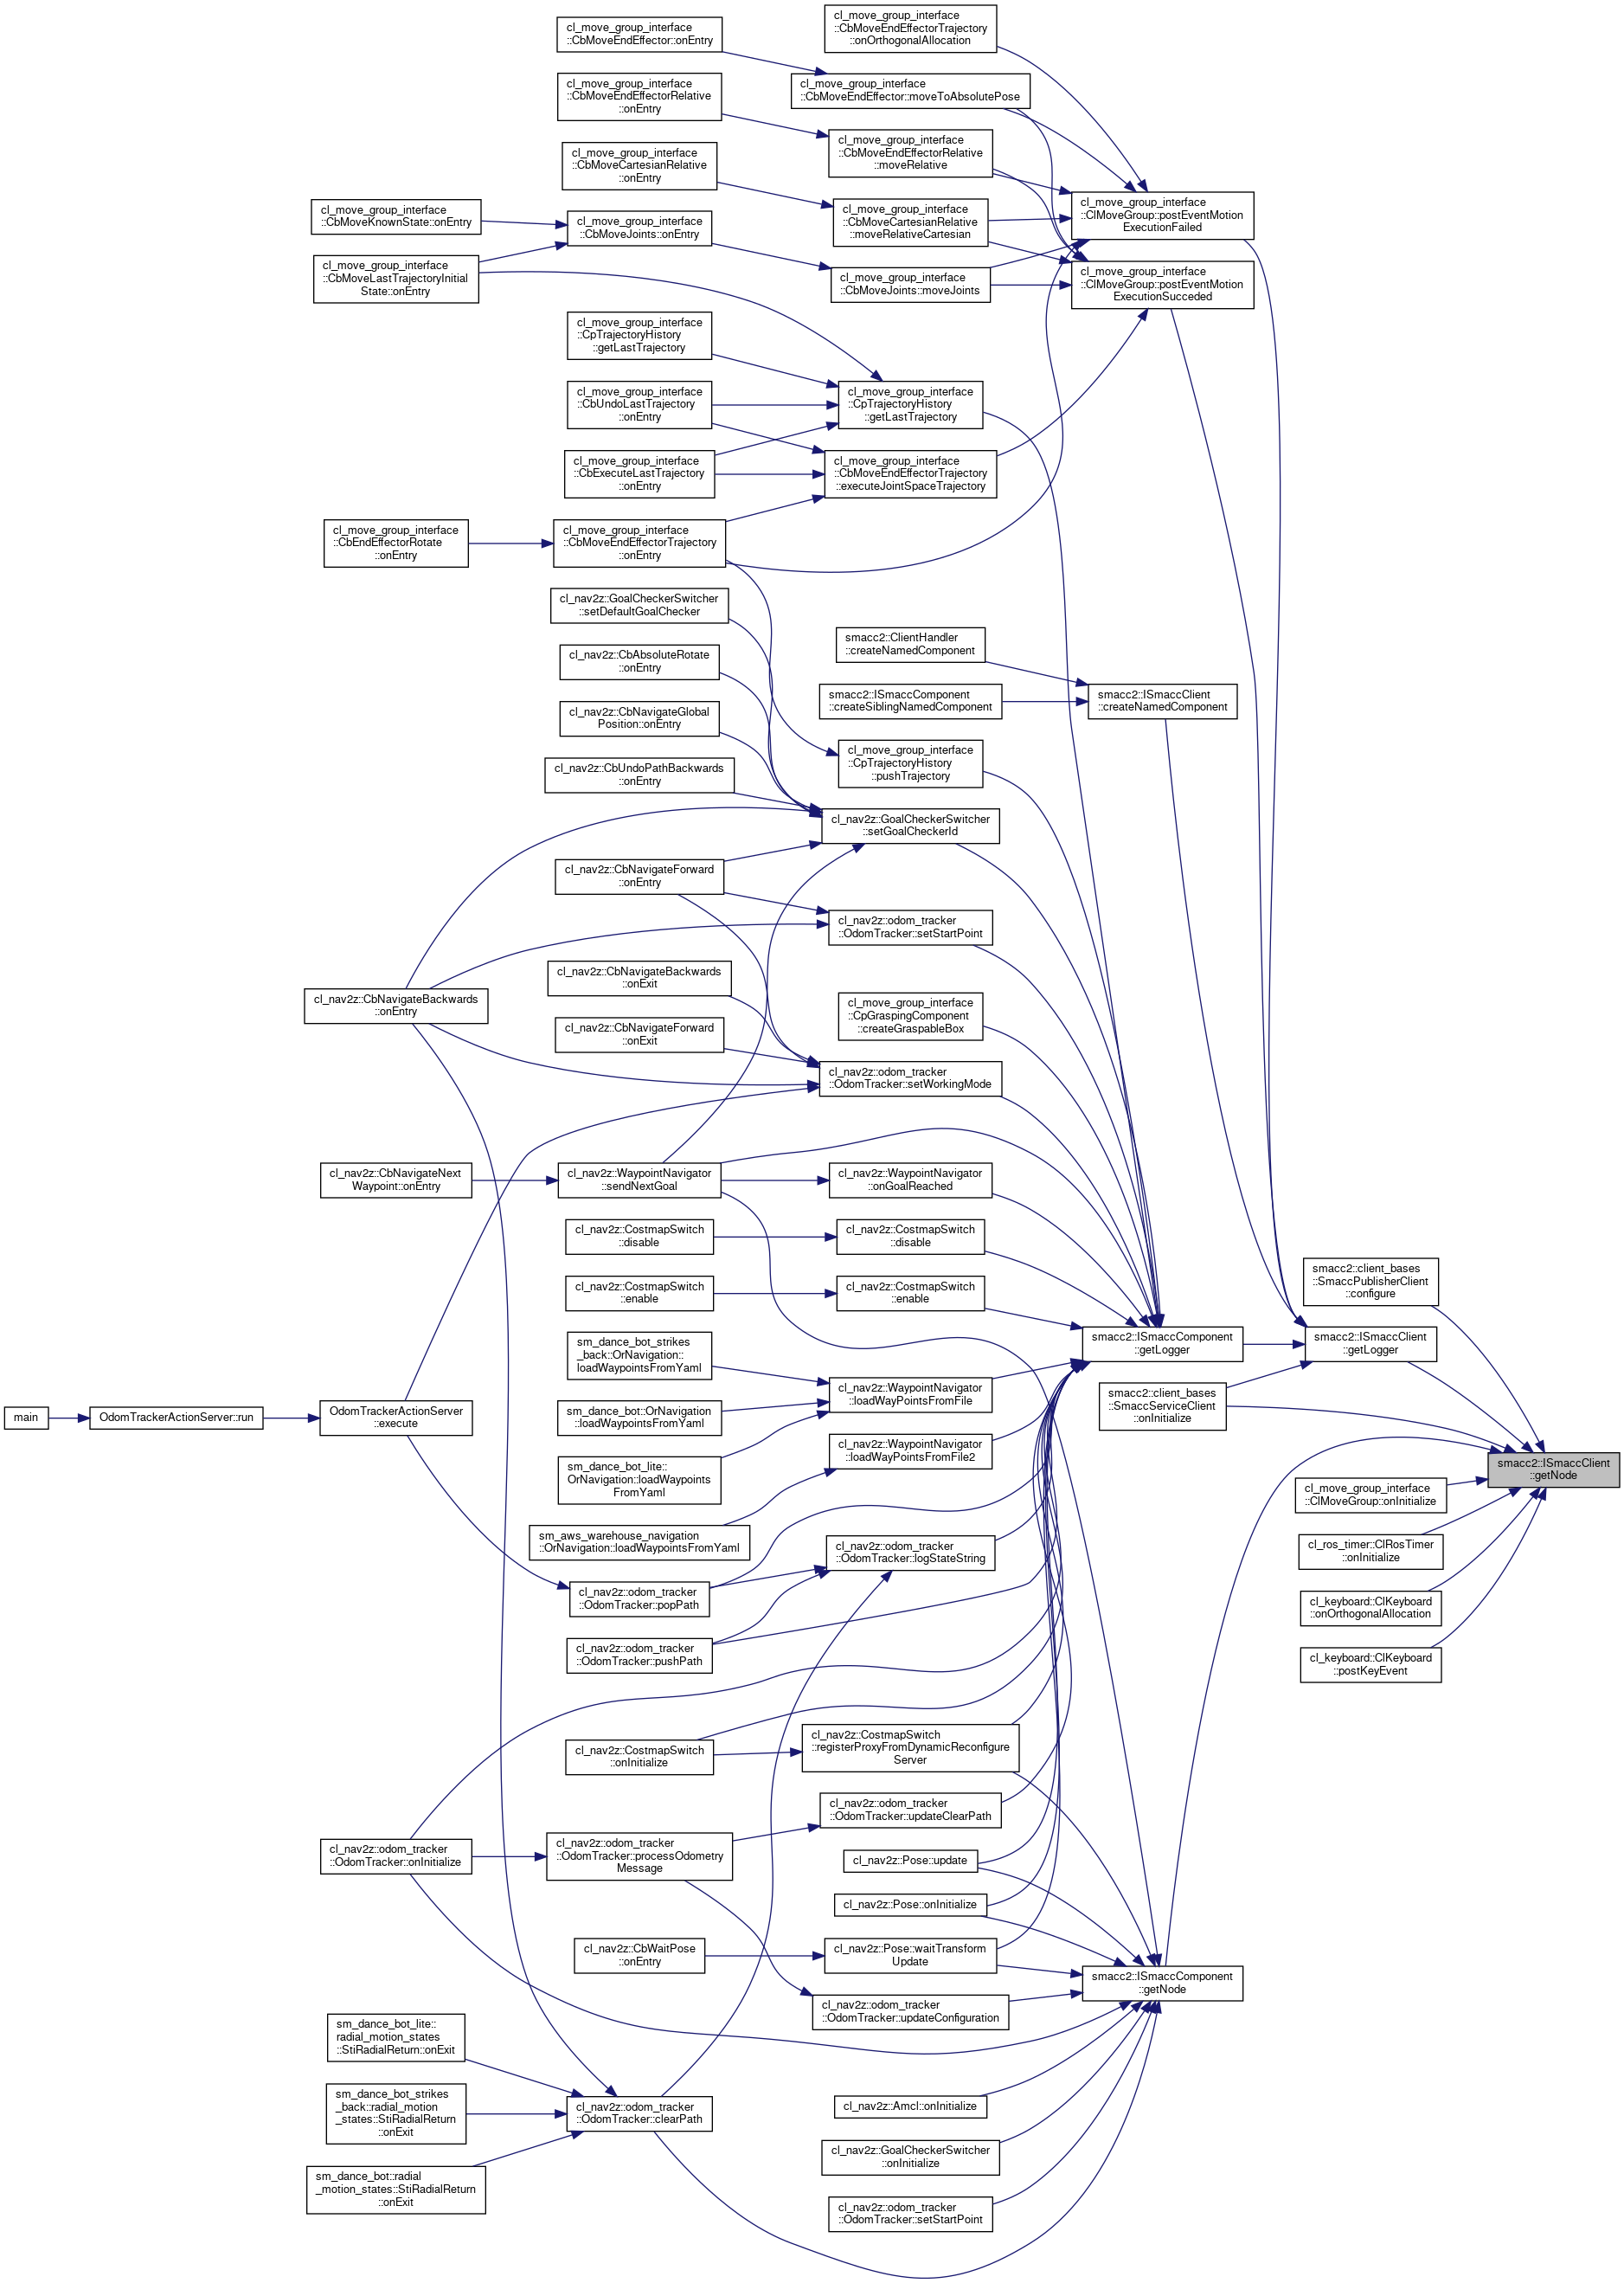 cl_move_group_interface
::CbMoveEndEffectorTrajectory
::onOrthogonalAllocation
cl_move_group_interface
::CbMoveEndEffector::onEntry
cl_move_group_interface
::CbMoveEndEffector::moveToAbsolutePose
cl_move_group_interface
::CbMoveEndEffectorRelative
::onEntry
cl_move_group_interface
::CbMoveEndEffectorRelative
::moveRelative
cl_move_group_interface
::CbMoveCartesianRelative
::onEntry
cl_move_group_interface
::ClMoveGroup::postEventMotion
ExecutionFailed
cl_move_group_interface
::CbMoveKnownState::onEntry
cl_move_group_interface
::CbMoveJoints::onEntry
cl_move_group_interface
::CbMoveCartesianRelative
::moveRelativeCartesian
cl_move_group_interface
::CbMoveLastTrajectoryInitial
State::onEntry
cl_move_group_interface
::CbMoveJoints::moveJoints
cl_move_group_interface
::ClMoveGroup::postEventMotion
ExecutionSucceded
cl_move_group_interface
::CpTrajectoryHistory
::getLastTrajectory
cl_move_group_interface
::CbUndoLastTrajectory
::onEntry
cl_move_group_interface
::CpTrajectoryHistory
::getLastTrajectory
cl_move_group_interface
::CbExecuteLastTrajectory
::onEntry
cl_move_group_interface
::CbMoveEndEffectorTrajectory
::executeJointSpaceTrajectory
cl_move_group_interface
::CbEndEffectorRotate
::onEntry
cl_move_group_interface
::CbMoveEndEffectorTrajectory
::onEntry
cl_nav2z::GoalCheckerSwitcher
::setDefaultGoalChecker
cl_nav2z::CbAbsoluteRotate
::onEntry
smacc2::ClientHandler
::createNamedComponent
cl_nav2z::CbNavigateGlobal
Position::onEntry
smacc2::ISmaccComponent
::createSiblingNamedComponent
smacc2::ISmaccClient
::createNamedComponent
cl_nav2z::CbUndoPathBackwards
::onEntry
cl_move_group_interface
::CpTrajectoryHistory
::pushTrajectory
cl_nav2z::GoalCheckerSwitcher
::setGoalCheckerId
cl_nav2z::CbNavigateForward
::onEntry
cl_nav2z::odom_tracker
::OdomTracker::setStartPoint
cl_nav2z::CbNavigateBackwards
::onEntry
cl_nav2z::CbNavigateBackwards
::onExit
cl_move_group_interface
::CpGraspingComponent
::createGraspableBox
cl_nav2z::CbNavigateForward
::onExit
cl_nav2z::odom_tracker
::OdomTracker::setWorkingMode
cl_nav2z::CbNavigateNext
Waypoint::onEntry
cl_nav2z::WaypointNavigator
::sendNextGoal
cl_nav2z::WaypointNavigator
::onGoalReached
cl_nav2z::CostmapSwitch
::disable
cl_nav2z::CostmapSwitch
::disable
cl_nav2z::CostmapSwitch
::enable
cl_nav2z::CostmapSwitch
::enable
smacc2::client_bases
::SmaccPublisherClient
::configure
sm_dance_bot_strikes
_back::OrNavigation::
loadWaypointsFromYaml
smacc2::ISmaccComponent
::getLogger
smacc2::ISmaccClient
::getLogger
main
OdomTrackerActionServer::run
OdomTrackerActionServer
::execute
sm_dance_bot::OrNavigation
::loadWaypointsFromYaml
cl_nav2z::WaypointNavigator
::loadWayPointsFromFile
smacc2::client_bases
::SmaccServiceClient
::onInitialize
sm_dance_bot_lite::
OrNavigation::loadWaypoints
FromYaml
cl_nav2z::WaypointNavigator
::loadWayPointsFromFile2
smacc2::ISmaccClient
::getNode
cl_move_group_interface
::ClMoveGroup::onInitialize
sm_aws_warehouse_navigation
::OrNavigation::loadWaypointsFromYaml
cl_nav2z::odom_tracker
::OdomTracker::logStateString
cl_ros_timer::ClRosTimer
::onInitialize
cl_nav2z::odom_tracker
::OdomTracker::popPath
cl_keyboard::ClKeyboard
::onOrthogonalAllocation
cl_nav2z::odom_tracker
::OdomTracker::pushPath
cl_keyboard::ClKeyboard
::postKeyEvent
cl_nav2z::CostmapSwitch
::onInitialize
cl_nav2z::CostmapSwitch
::registerProxyFromDynamicReconfigure
Server
cl_nav2z::odom_tracker
::OdomTracker::updateClearPath
cl_nav2z::odom_tracker
::OdomTracker::onInitialize
cl_nav2z::odom_tracker
::OdomTracker::processOdometry
Message
cl_nav2z::Pose::update
cl_nav2z::Pose::onInitialize
cl_nav2z::CbWaitPose
::onEntry
cl_nav2z::Pose::waitTransform
Update
smacc2::ISmaccComponent
::getNode
cl_nav2z::odom_tracker
::OdomTracker::updateConfiguration
sm_dance_bot_lite::
radial_motion_states
::StiRadialReturn::onExit
sm_dance_bot_strikes
_back::radial_motion
_states::StiRadialReturn
::onExit
cl_nav2z::odom_tracker
::OdomTracker::clearPath
cl_nav2z::Amcl::onInitialize
cl_nav2z::GoalCheckerSwitcher
::onInitialize
sm_dance_bot::radial
_motion_states::StiRadialReturn
::onExit
cl_nav2z::odom_tracker
::OdomTracker::setStartPoint